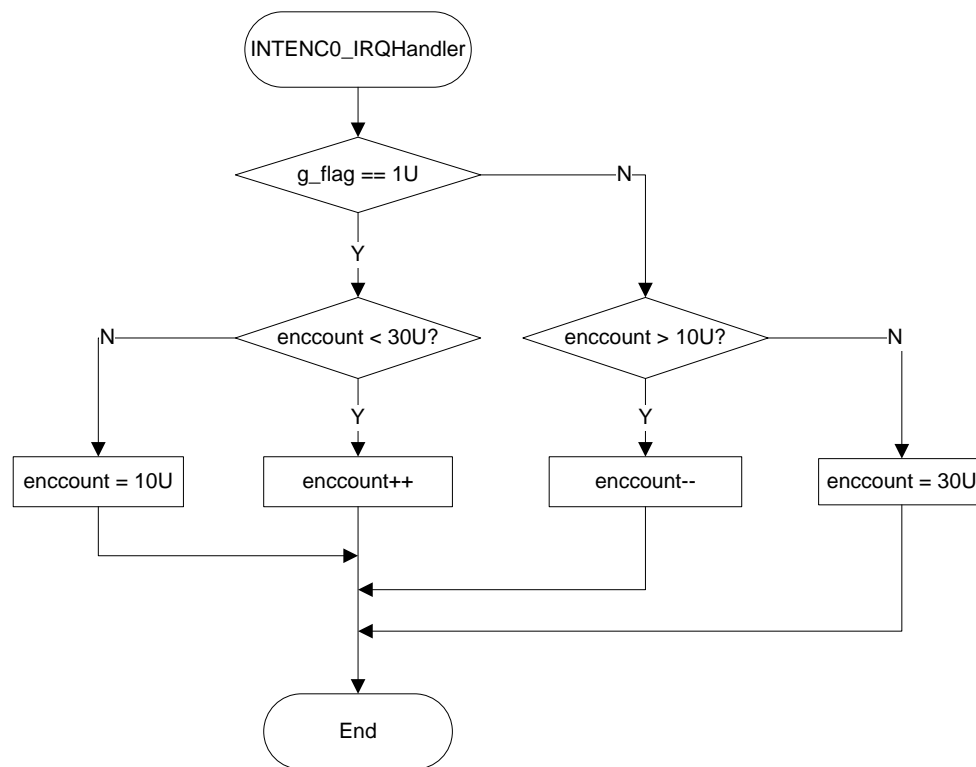 INTENC0_IRQHandler
g_flag == 1U
N
Y
N
enccount < 30U?
enccount > 10U?
N
Y
Y
enccount = 10U
enccount++
enccount--
enccount = 30U
End